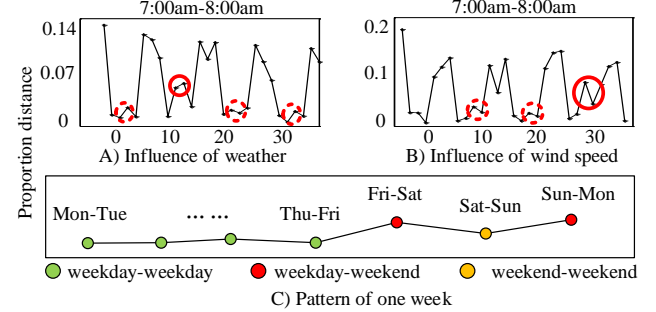 7:00am-8:00am
7:00am-8:00am
Proportion distance
0.14
0.07
0
0 10 20 30
A) Influence of weather
0.2
0.1
0
0 10 20 30
B) Influence of wind speed
Mon-Tue ... ... Thu-Fri Fri-Sat Sat-Sun Sun-Mon
weekday-weekday weekday-weekend weekend-weekend
C) Pattern of one week